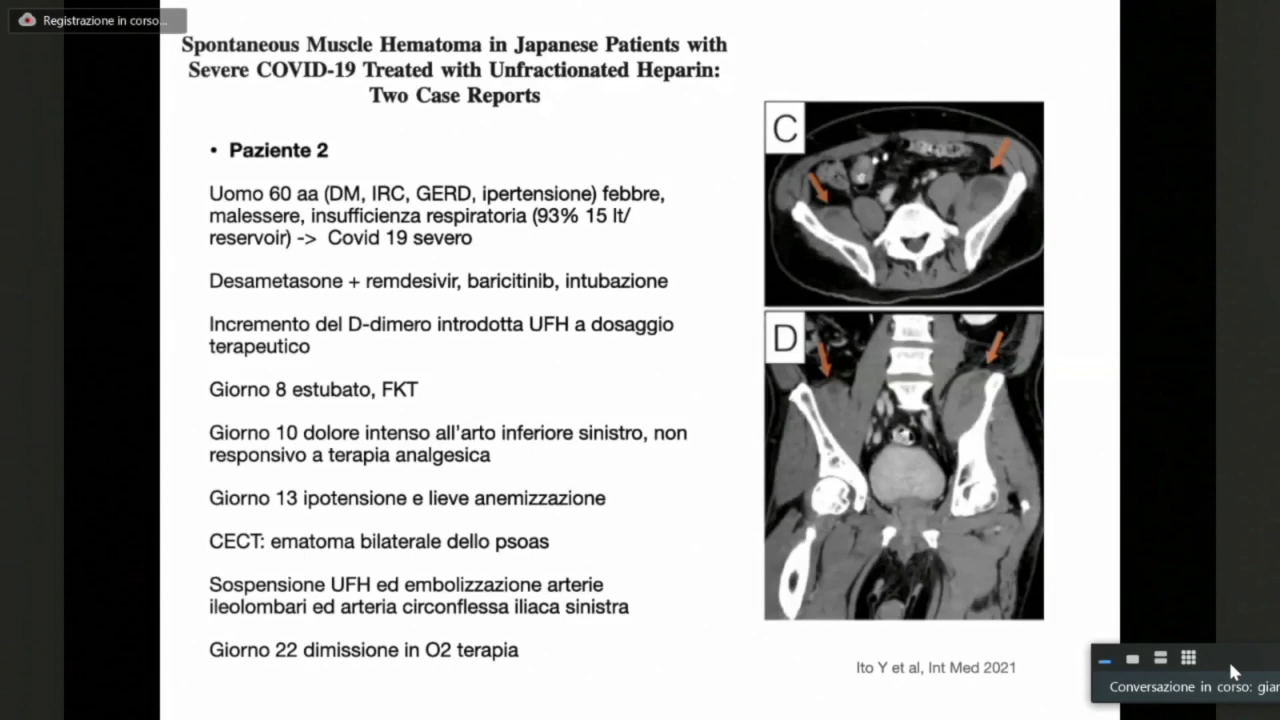 Registrazione in corso...
Spontaneous Muscle Hematoma in Japanese Patients with
Severe COVID-19 Treated with Unfractionated Heparin:
Two Case Reports
• Paziente 2
Uomo 60 aa (DM, IRC, GERD, ipertensione) febbre,
malessere, insufficienza respiratoria (93% 15 lt/
reservoir) -> Covid 19 severo
Desametasone + remdesivir, baricitinib, intubazione
Incremento del D-dimero introdotta UFH a dosaggio
terapeutico
Giorno 8 estubato, FKT
Giorno 10 dolore intenso all'arto inferiore sinistro, non
responsivo a terapia analgesica
Giorno 13 ipotensione e lieve anemizzazione
CECT: ematoma bilaterale dello psoas
Sospensione UFH ed embolizzazione arterie
ileolombari ed arteria circonflessa iliaca sinistra
Giorno 22 dimissione in O2 terapia
C
D
Ito Y et al, Int Med 2021
Conversazione in corso: gian